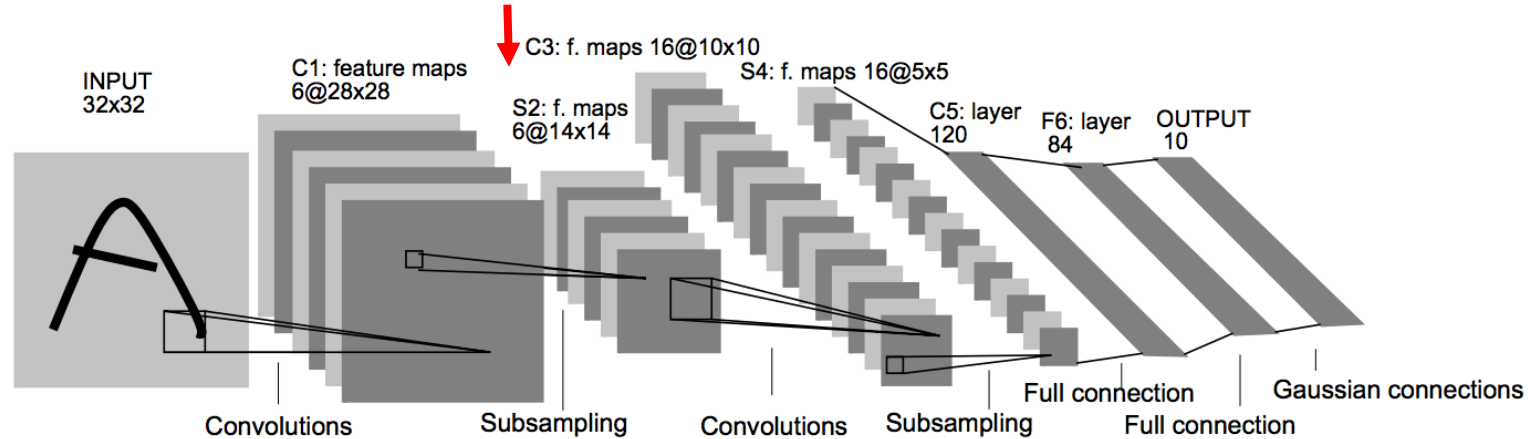 INPUT
32x32
C1: feature maps
6@28x28
S2: f. maps
6@14x14
C3: f. maps 16@10x10
S4: f. maps 16@5x5
C5: layer
120
F6: layer
84
OUTPUT
10
Convolutions
Subsampling
Convolutions
Subsampling
Full connection
Full connection
Gaussian connections